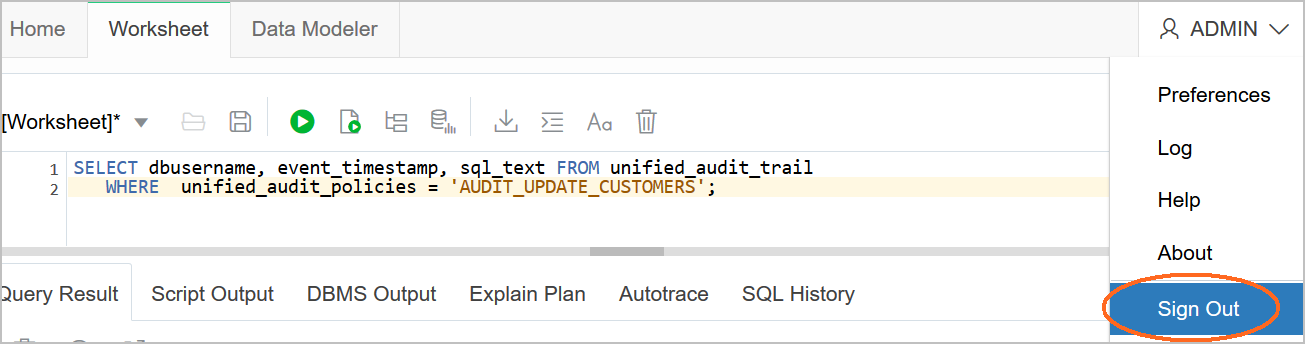 Home Worksheet Data Modeler ADMIN
Preferences
[Worksheet]* Aa
Log
1 SELECT dbusername, event_timestamp, sql_text FROM unified_audit_trail
2 WHERE unified_audit_policies = 'AUDIT_UPDATE_CUSTOMERS';
Help
About
Query Result Script Output DBMS Output Explain Plan Autotrace SQL History
Sign Out